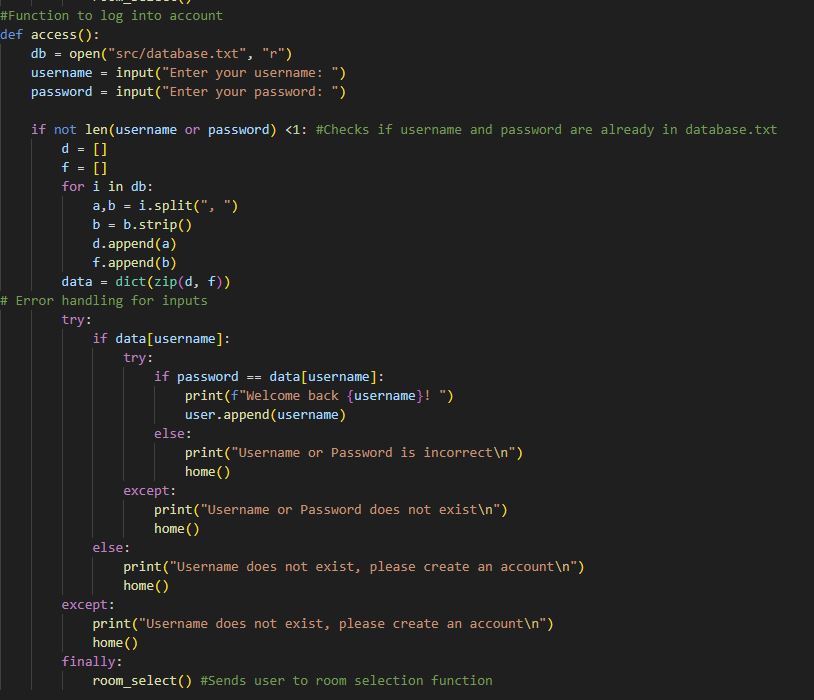 room_select()
#Function to log into account
def access():
    db = open("src/database.txt", "r")
    username = input("Enter your username: ")
    password = input("Enter your password: ")

    if not len(username or password) <1: #Checks if username and password are already in database.txt
        d = []
        f = []
        for i in db:
            a,b = i.split(", ")
            b = b.strip()
            d.append(a)
            f.append(b)
        data = dict(zip(d, f))
# Error handling for inputs
        try:
            if data[username]:
                try:
                    if password == data[username]:
                        print(f"Welcome back {username}! ")
                        user.append(username)
                    else:
                        print("Username or Password is incorrect\n")
                        home()
                except:
                    print("Username or Password does not exist\n")
                    home()
            else:
                print("Username does not exist, please create an account\n")
                home()
        except:
            print("Username does not exist, please create an account\n")
            home()
        finally:
            room_select() #Sends user to room selection function